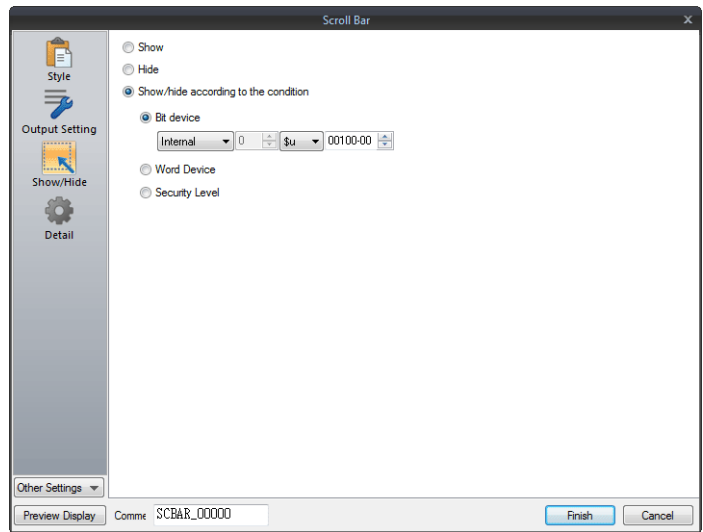 Scroll Bar
Style
Output Setting
Show/Hide
Detail
Show
Hide
Show/hide according to the condition
Bit device
Internal 0 $u 00100-00
Word Device
Security Level
Other Settings
Preview Display Comme SCBAR_00000 Finish Cancel